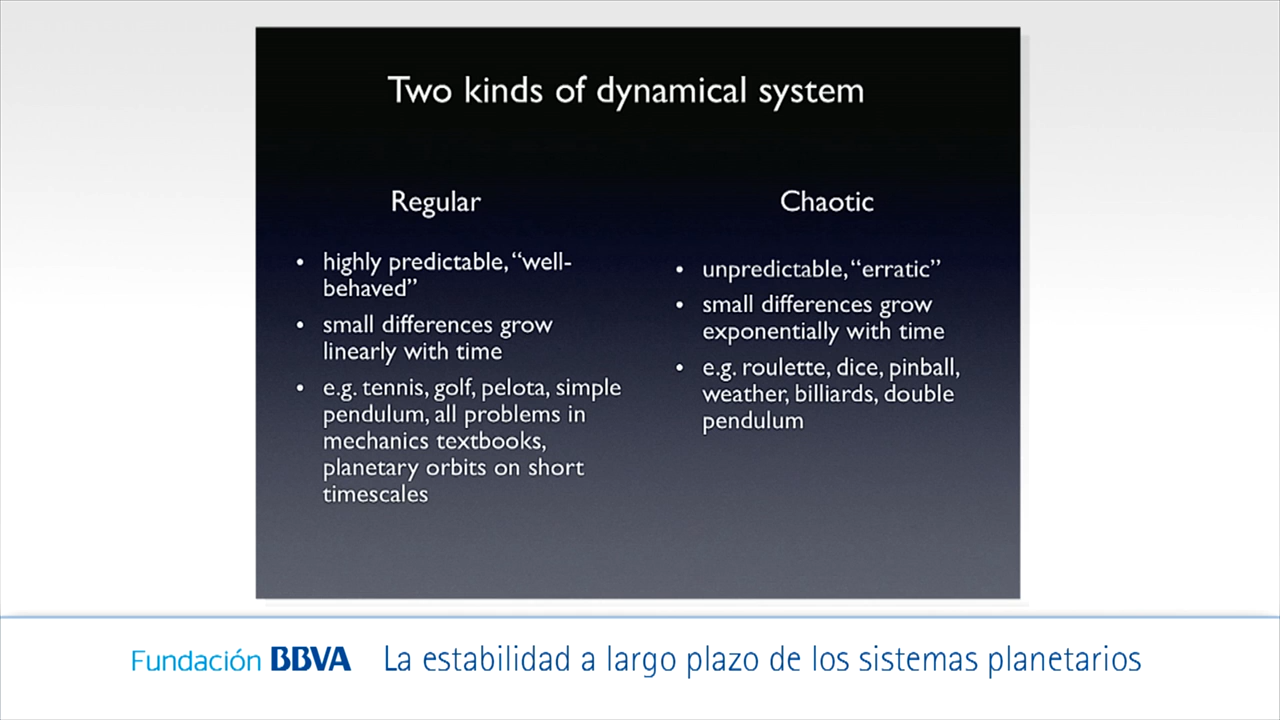 Two kinds of dynamical system
Regular
• highly predictable, “well-
behaved”
• small differences grow
linearly with time
• e.g. tennis, golf, pelota, simple
pendulum, all problems in
mechanics textbooks,
planetary orbits on short
timescales
Chaotic
• unpredictable, “erratic”
• small differences grow
exponentially with time
• e.g. roulette, dice, pinball,
weather, billiards, double
pendulum
Fundación BBVA La estabilidad a largo plazo de los sistemas planetarios